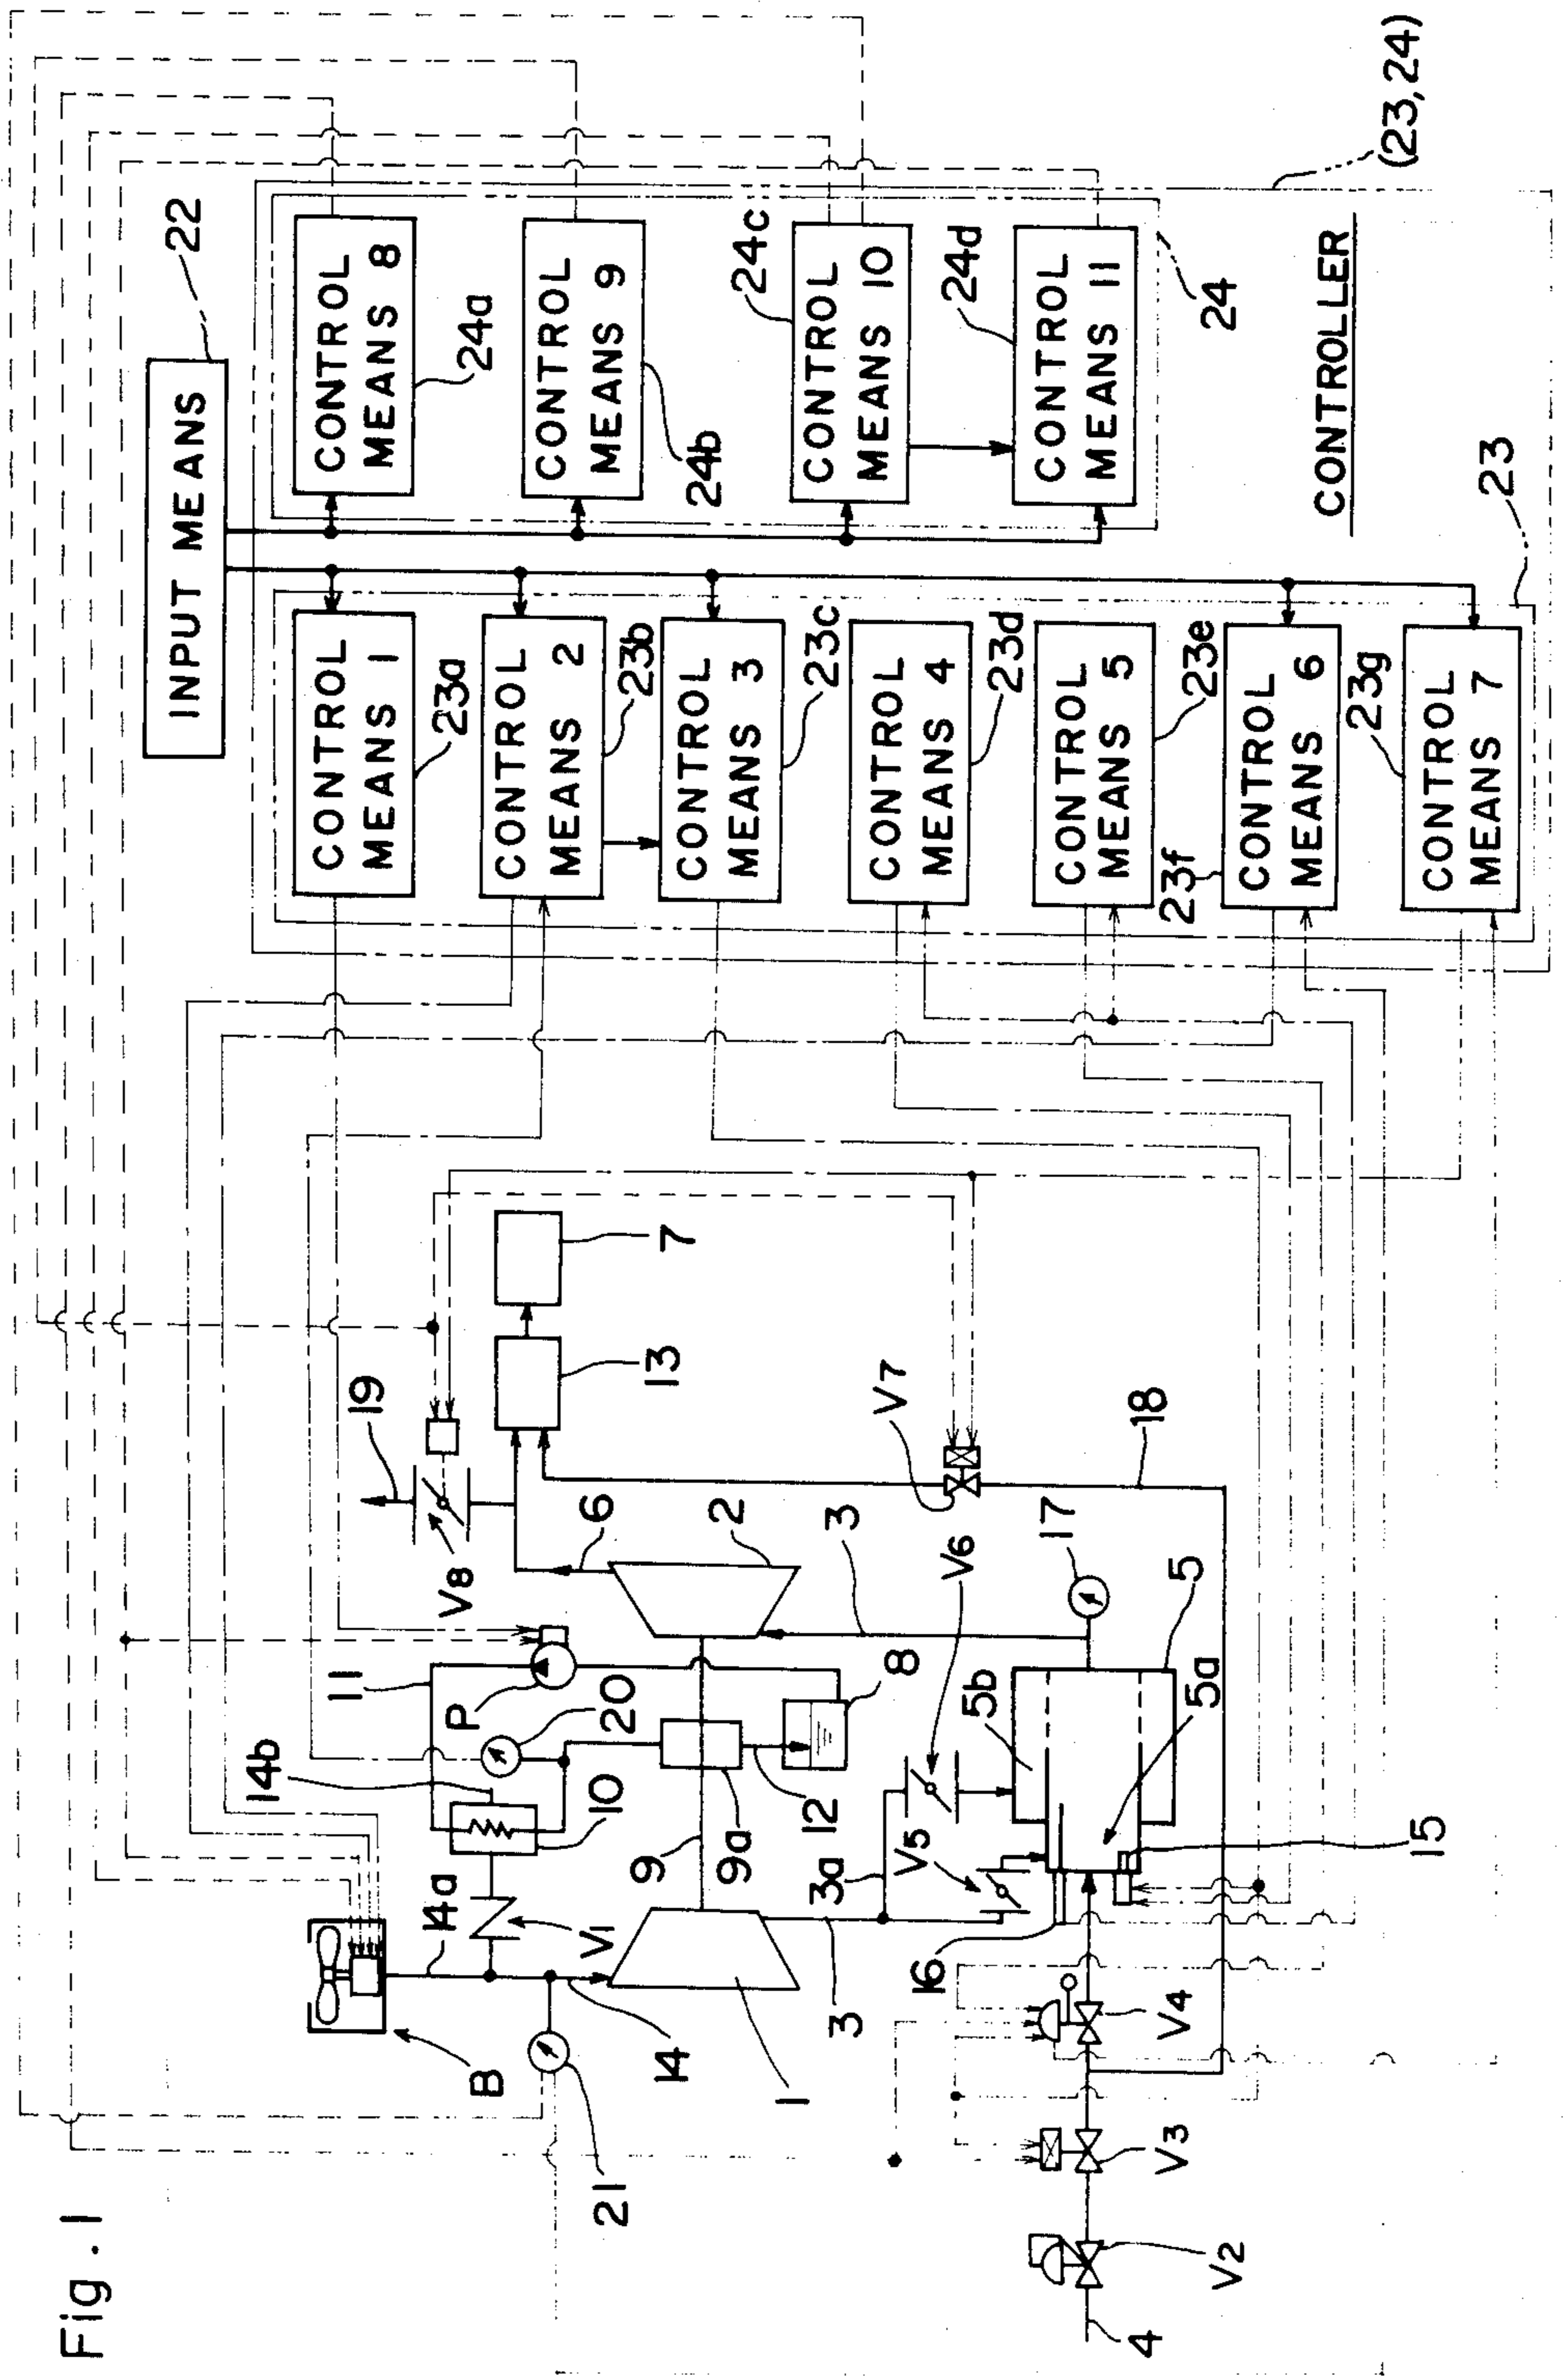 Fig. 1
INPUT MEANS
22
CONTROL
MEANS 1
23a
CONTROL
MEANS 2
23b
CONTROL
MEANS 3
23c
CONTROL
MEANS 4
23d
CONTROL
MEANS 5
23e
CONTROL
MEANS 6
23f
CONTROL
MEANS 7
23g
23
CONTROL
MEANS 8
24a
CONTROL
MEANS 9
24b
CONTROL
MEANS 10
24c
CONTROL
MEANS 11
24d
24
CONTROLLER
(23, 24)
B
14a
14b
V1
10
20
P
11
V8
19
21
14
1
9
9a
12
8
6
2
13
7
3
3
3a
V5
V6
V7
5b
5a
5
17
18
16
15
4
V2
V3
V4